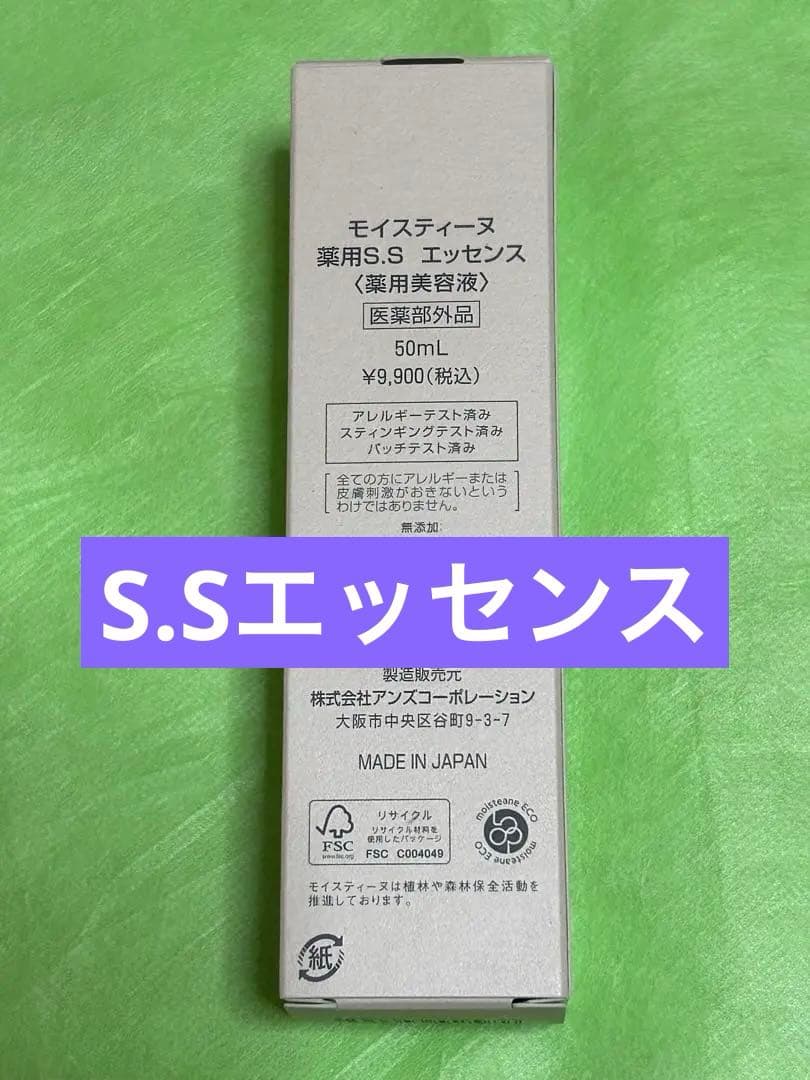 モイスティーヌ
薬用S.S エッセンス
〈薬用美容液〉
医薬部外品
50mL
¥9,900(税込)
アレルギーテスト済み
スティンギングテスト済み
パッチテスト済み
全ての方にアレルギーまたは
皮膚刺激がおきないという
わけではありません。
無添加:
S.Sエッセンス
製造販売元
株式会社アンズコーポレーション
大阪市中央区谷町9-3-7
MADE IN JAPAN
FSC
www.fsc.org
リサイクル
リサイクル材料を
使用したパッケージ
FSC C004049
moisteane ECO
moisteane ECO
モイスティーヌは植林や森林保全活動を
推進しております。
紙